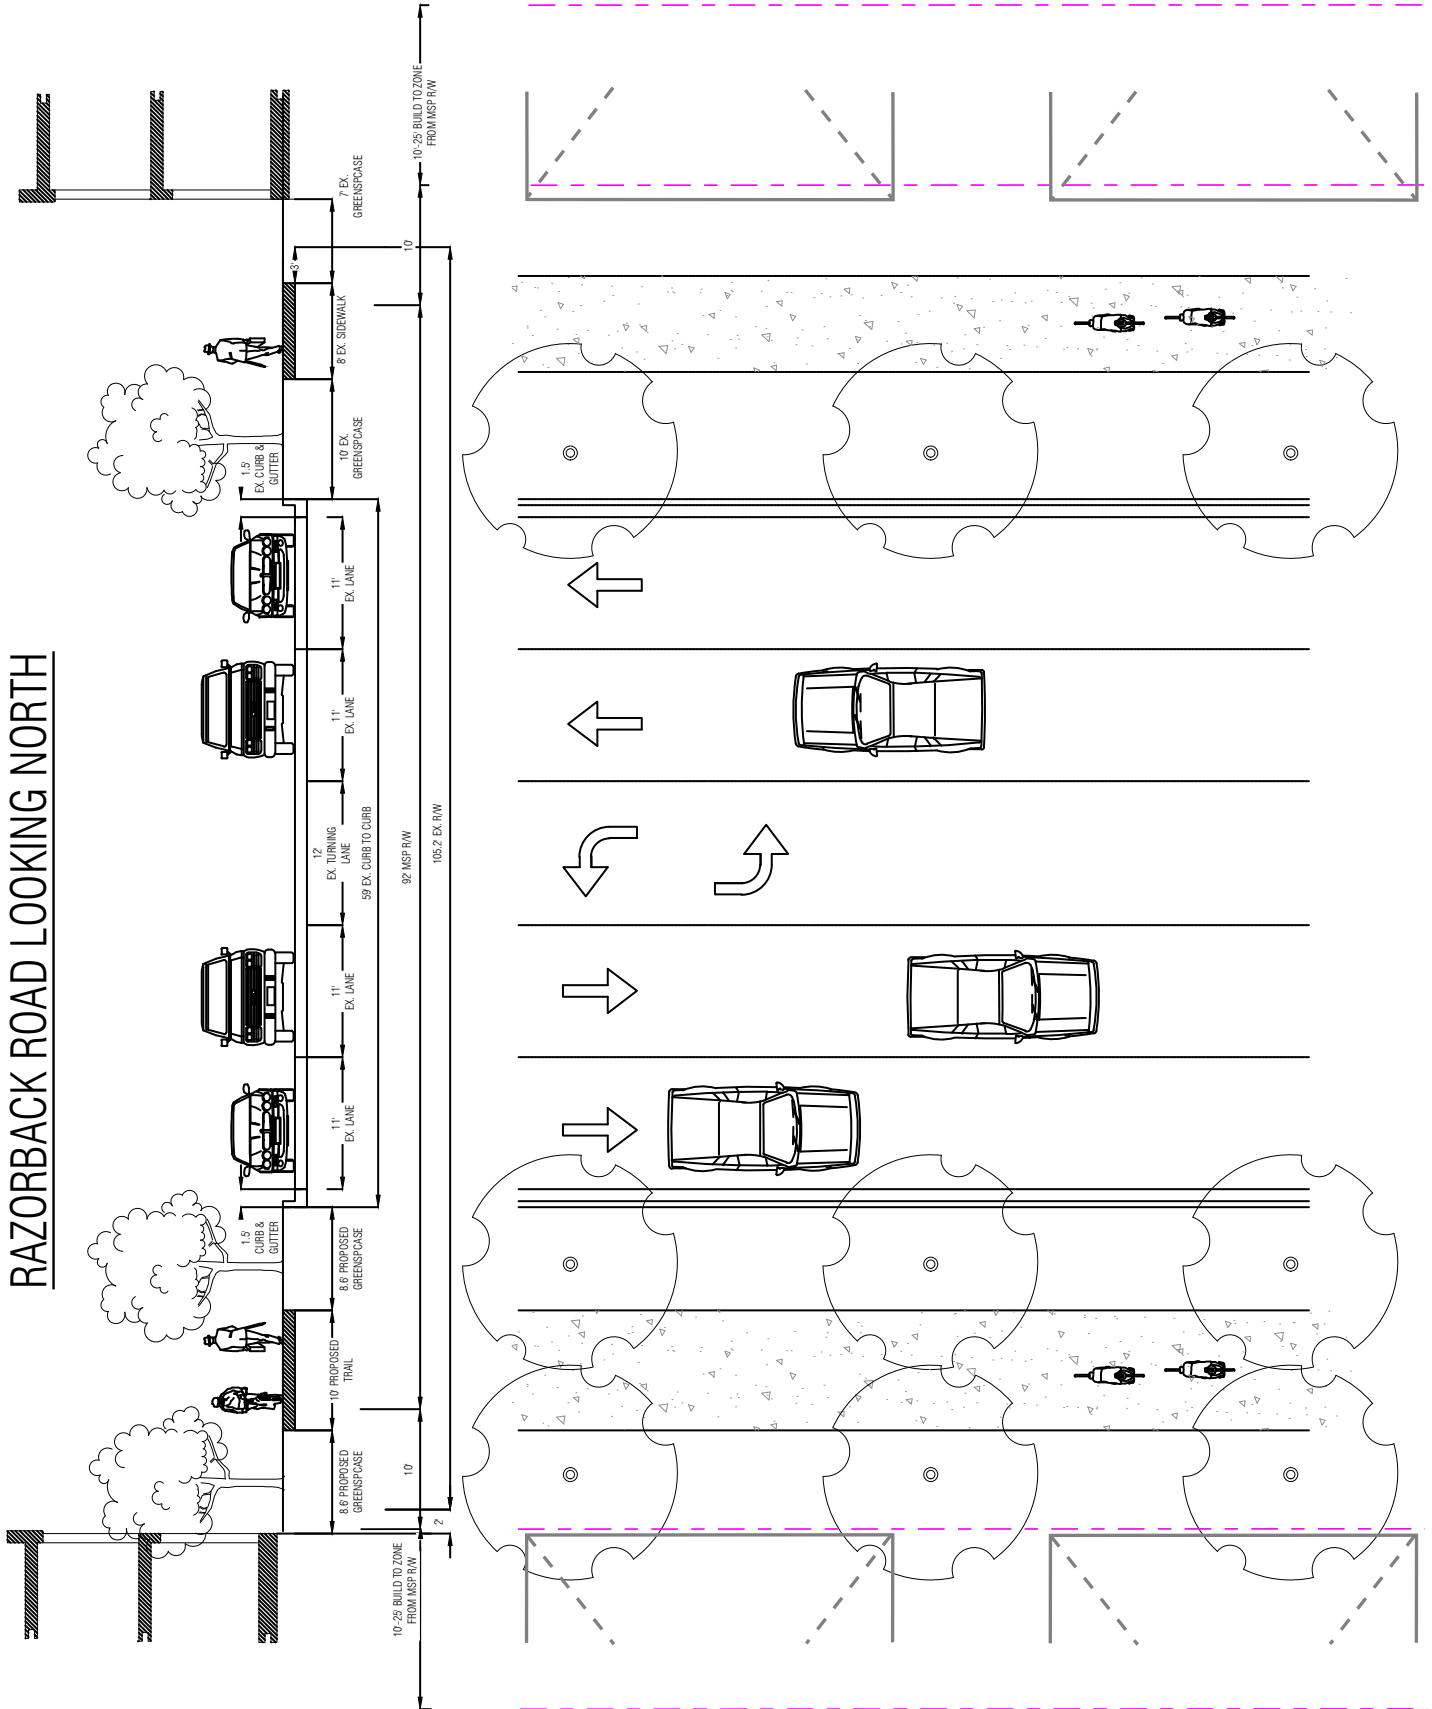 RAZORBACK ROAD LOOKING NORTH
1.5'
CURB &
GUTTER
1.5'
EX. CURB &
GUTTER
3'
8.6' PROPOSED
GREENSPCASE
10' PROPOSED
TRAIL
8.6' PROPOSED
GREENSPCASE
11'
EX. LANE
11'
EX. LANE
12'
EX. TURNING
LANE
11'
EX. LANE
11'
EX. LANE
10' EX.
GREENSPCASE
8' EX. SIDEWALK
7' EX.
GREENSPCASE
59' EX. CURB TO CURB
10'-25' BUILD TO ZONE
FROM MSP R/W
10'
92' MSP R/W
10'
10'-25' BUILD TO ZONE
FROM MSP R/W
2'
105.2' EX. R/W